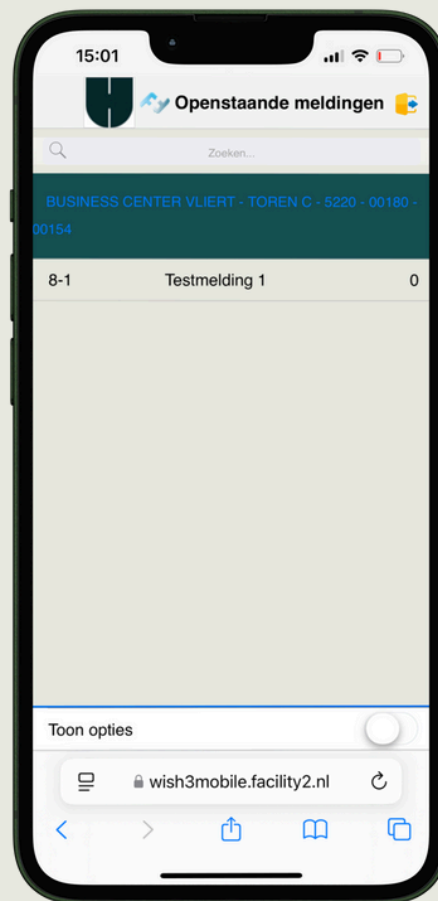 15:01
Openstaande meldingen
Zoeken...
BUSINESS CENTER VLIERT - TOREN C - 5220 - 00180 -
00154
8-1 Testmelding 1 0
Toon opties
wish3mobile.facility2.nl